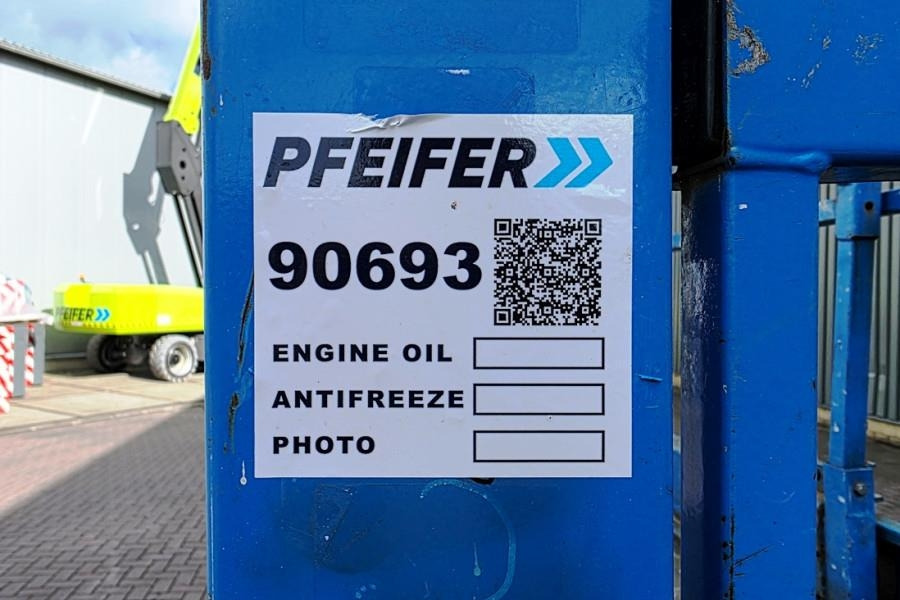 PFEIFER
90693
ENGINE OIL
ANTIFREEZE
PHOTO
PFEIFER